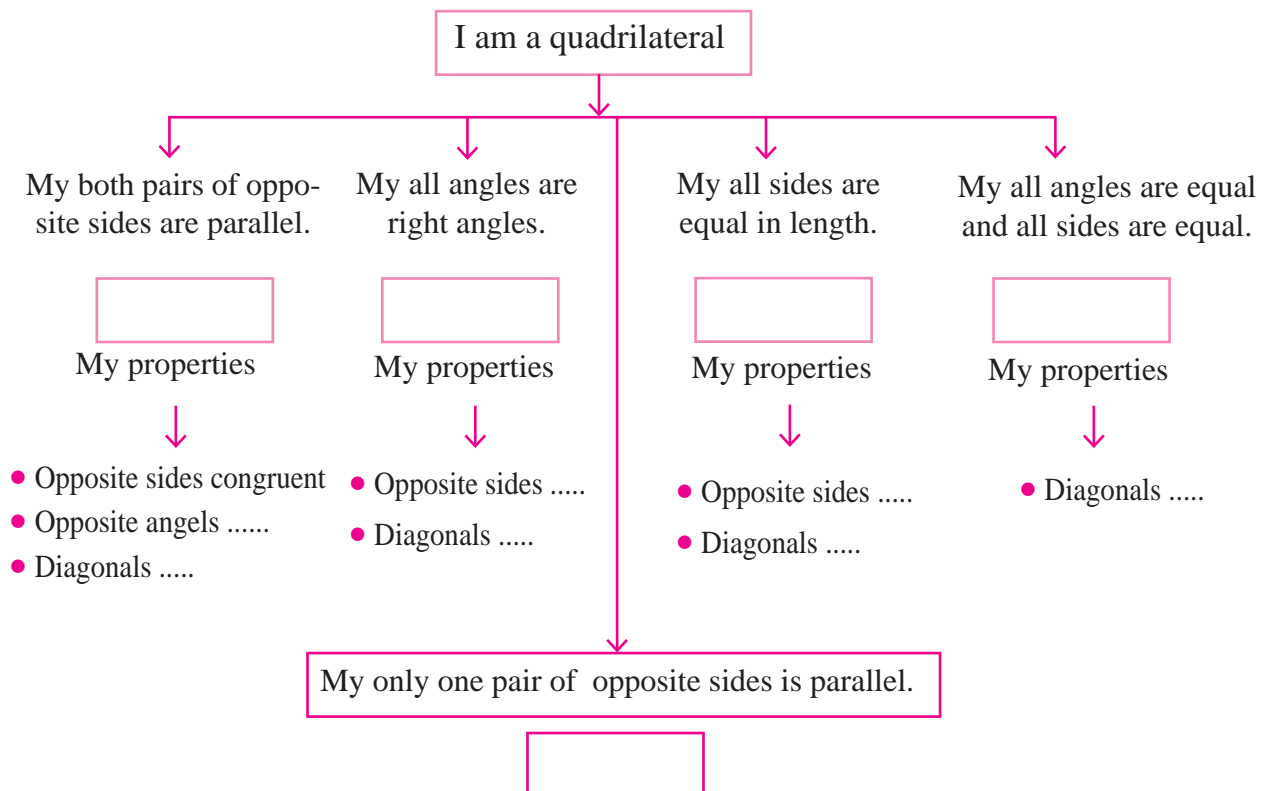 I am a quadrilateral
My both pairs of oppo-
site sides are parallel.
My properties
● Opposite sides congruent
● Opposite angels ......
● Diagonals .....
My all angles are
right angles.
My properties
● Opposite sides .....
● Diagonals .....
My all sides are
equal in length.
My properties
● Opposite sides .....
● Diagonals .....
My all angles are equal
and all sides are equal.
My properties
● Diagonals .....
My only one pair of opposite sides is parallel.